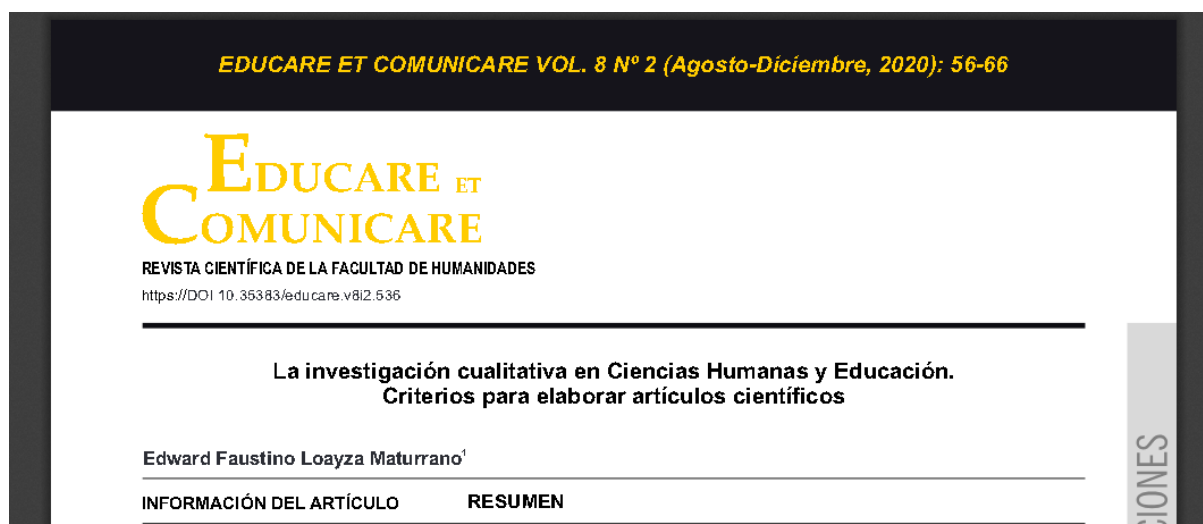 EDUCARE ET COMUNICARE VOL. 8 Nº 2 (Agosto-Diciembre, 2020): 56-66
EDUCARE ET
COMUNICARE
REVISTA CIENTÍFICA DE LA FACULTAD DE HUMANIDADES
https://DOI 10.35383/educare.v8i2.536
La investigación cualitativa en Ciencias Humanas y Educación.
Criterios para elaborar artículos científicos
Edward Faustino Loayza Maturrano¹
INFORMACIÓN DEL ARTÍCULO RESUMEN
CIONES